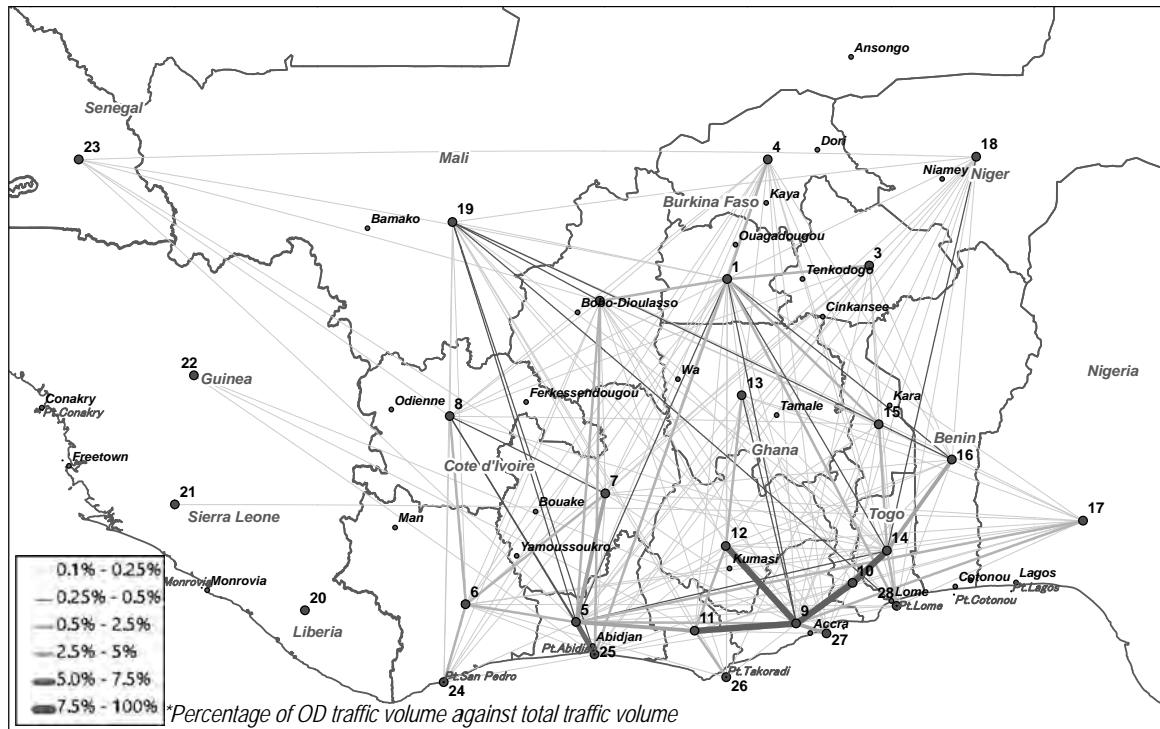 Ansongo
Senegal
23
Mali
4
Dori
18
Niamey
Niger
Kaya
Burkina Faso
19
Bamako
Ouagadougou
1
3
Tenkodogo
Bobo-Dioulasso
Cinkansee
22
Guinea
Wa
Nigeria
13
Conakry
Pt.Conakry
Odienne
Ferkessendougou
8
Tamale
Kara
15
Benin
16
Ghana
Freetown
Cote d'Ivoire
7
21
Sierra Leone
Bouake
Man
17
Togo
14
12
Yamoussoukro
Kumasi
0.1% - 0.25%
0.25% - 0.5%
0.5% - 2.5%
2.5% - 5%
5.0% - 7.5%
7.5% - 100%
Monrovia
Monrovia
20
Liberia
6
5
Abidjan
Pt.Abidjan
25
11
9
Accra
27
10
28
Lome
Pt.Lome
Cotonou
Pt.Cotonou
Lagos
Pt.Lagos
Pt.San Pedro
24
Pt.Takoradi
26
*Percentage of OD traffic volume against total traffic volume